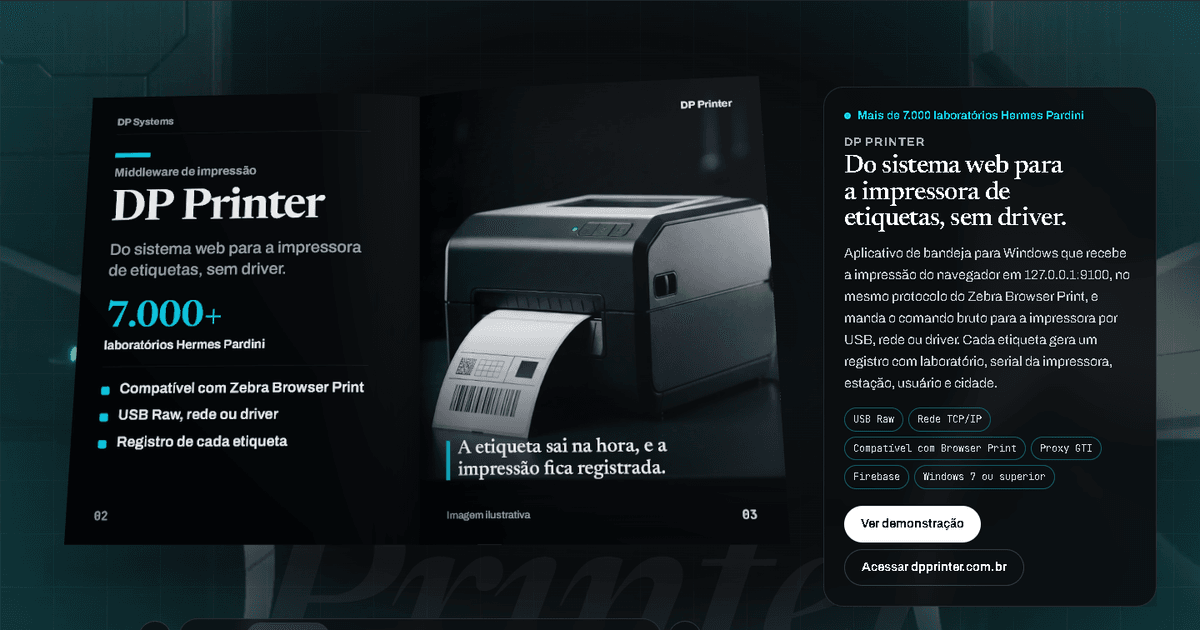 DP Systems
Middleware de impressão
DP Printer
Do sistema web para a impressora
de etiquetas, sem driver.
7.000+
laboratórios Hermes Pardini
Compatível com Zebra Browser Print
USB Raw, rede ou driver
Registro de cada etiqueta
02
DP Printer
A etiqueta sai na hora, e a
impressão fica registrada.
Imagem ilustrativa
03
Mais de 7.000 laboratórios Hermes Pardini
DP PRINTER
Do sistema web para
a impressora de
etiquetas, sem driver.
Aplicativo de bandeja para Windows que recebe
a impressão do navegador em 127.0.0.1:9100, no
mesmo protocolo do Zebra Browser Print, e
manda o comando bruto para a impressora por
USB, rede ou driver. Cada etiqueta gera um
registro com laboratório, serial da impressora,
estação, usuário e cidade.
USB Raw
Rede TCP/IP
Compatível com Browser Print
Proxy GTI
Firebase
Windows 7 ou superior
Ver demonstração
Acessar dpprinter.com.br
Printer